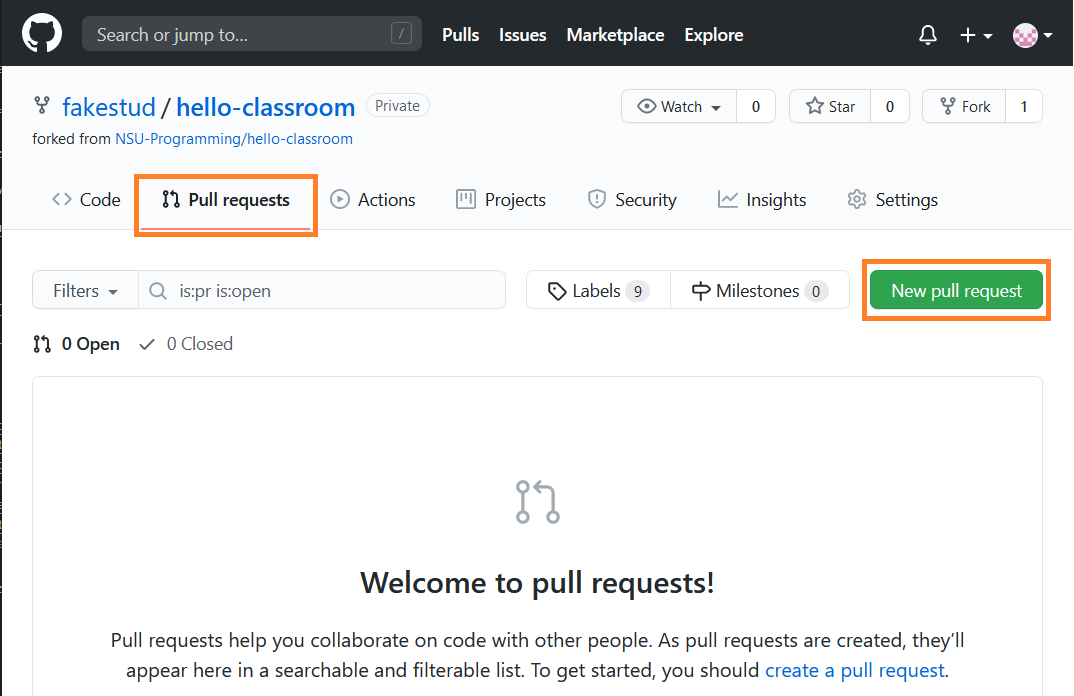 Search or jump to... / Pulls Issues Marketplace Explore
fakestud / hello-classroom Private Watch 0 Star 0 Fork 1
forked from NSU-Programming/hello-classroom
Code Pull requests Actions Projects Security Insights Settings
Filters is:pr is:open Labels 9 Milestones 0 New pull request
0 Open 0 Closed
Welcome to pull requests!
Pull requests help you collaborate on code with other people. As pull requests are created, they’ll
appear here in a searchable and filterable list. To get started, you should create a pull request.